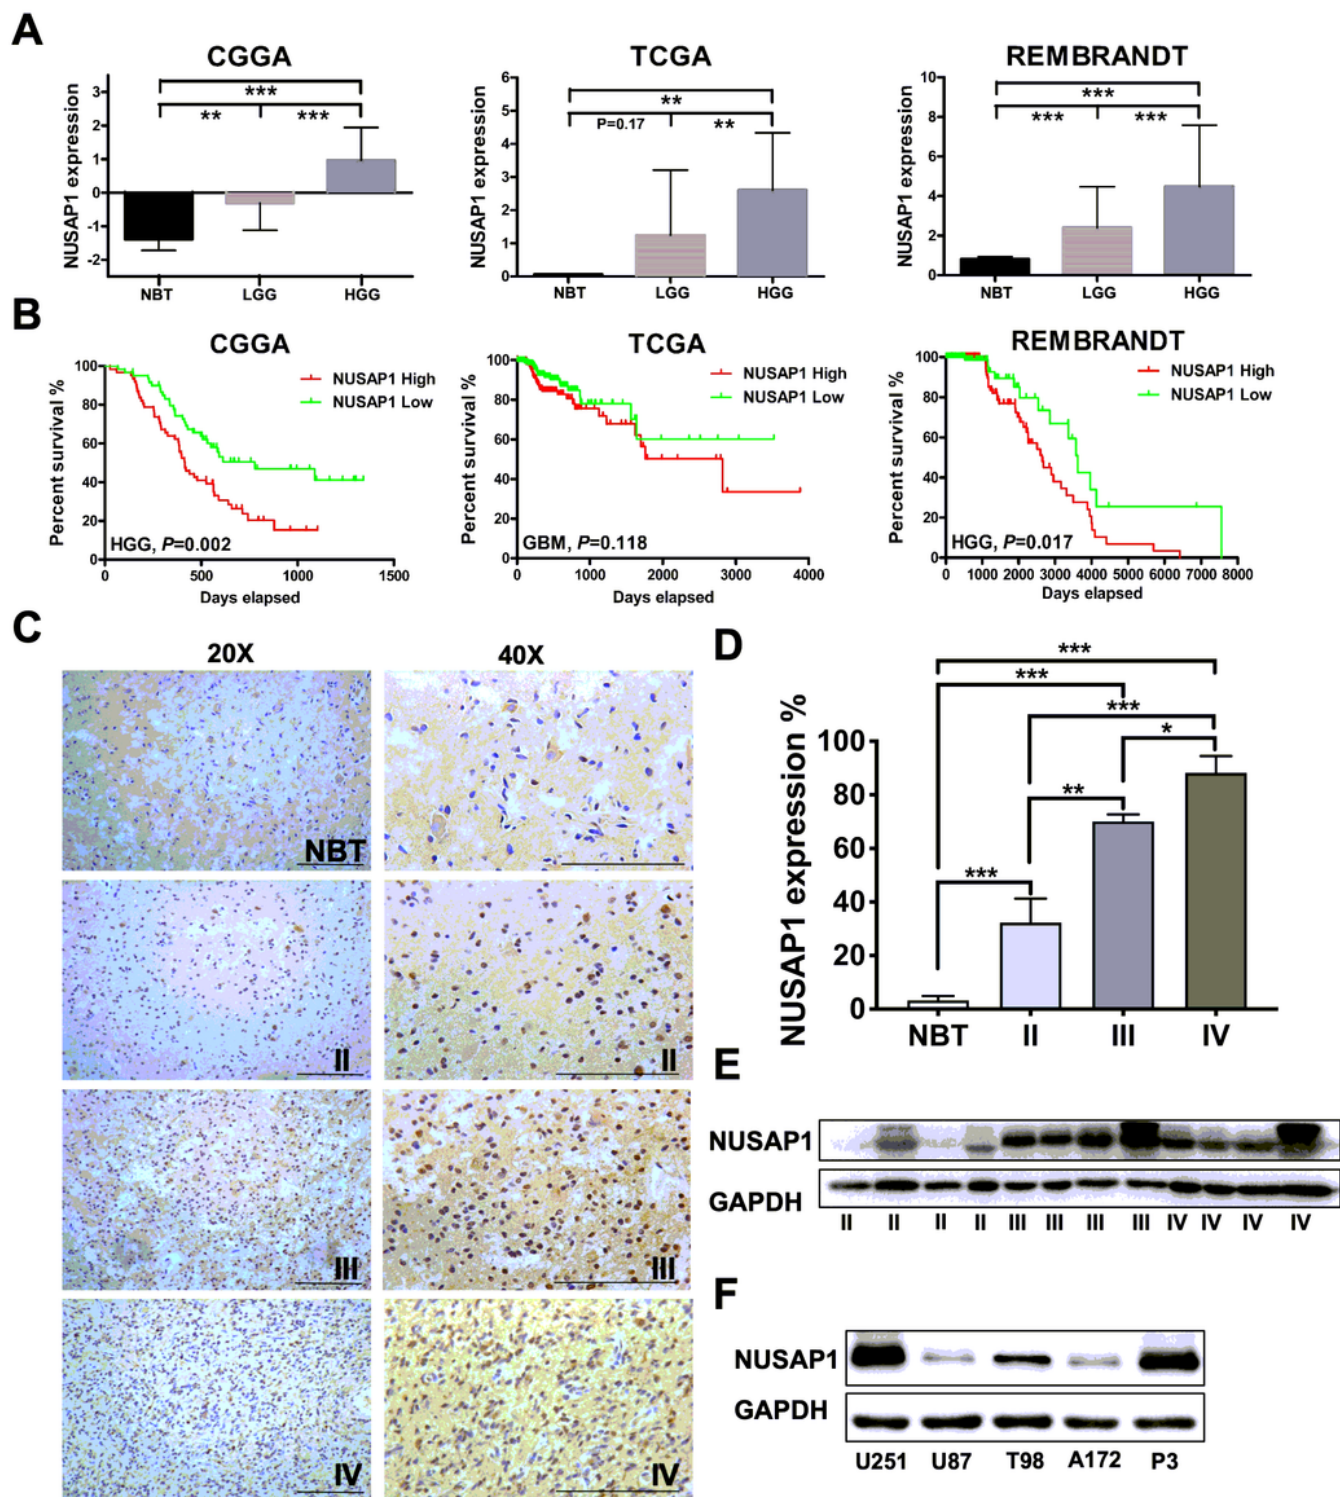 A
CGGA
NUSAP1 expression
3
2
1
0
-1
-2
***
** ***
NBT LGG HGG
TCGA
NUSAP1 expression
6
5
4
3
2
1
0
**
P=0.17 **
NBT LGG HGG
REMBRANDT
NUSAP1 expression
10
8
6
4
2
0
***
*** ***
NBT LGG HGG
B
CGGA
Percent survival %
100
80
60
40
20
0
NUSAP1 High
NUSAP1 Low
HGG, P=0.002
0 500 1000 1500
Days elapsed
TCGA
Percent survival %
100
80
60
40
20
0
NUSAP1 High
NUSAP1 Low
GBM, P=0.118
0 1000 2000 3000 4000
Days elapsed
REMBRANDT
Percent survival %
100
80
60
40
20
0
NUSAP1 High
NUSAP1 Low
HGG, P=0.017
0 1000 2000 3000 4000 5000 6000 7000 8000
Days elapsed
C
20X 40X
NBT
II II
III III
IV IV
D
NUSAP1 expression %
100
80
60
40
20
0
***
***
***
*
**
***
NBT II III IV
E
NUSAP1
GAPDH
II II II II III III III III IV IV IV IV
F
NUSAP1
GAPDH
U251 U87 T98 A172 P3